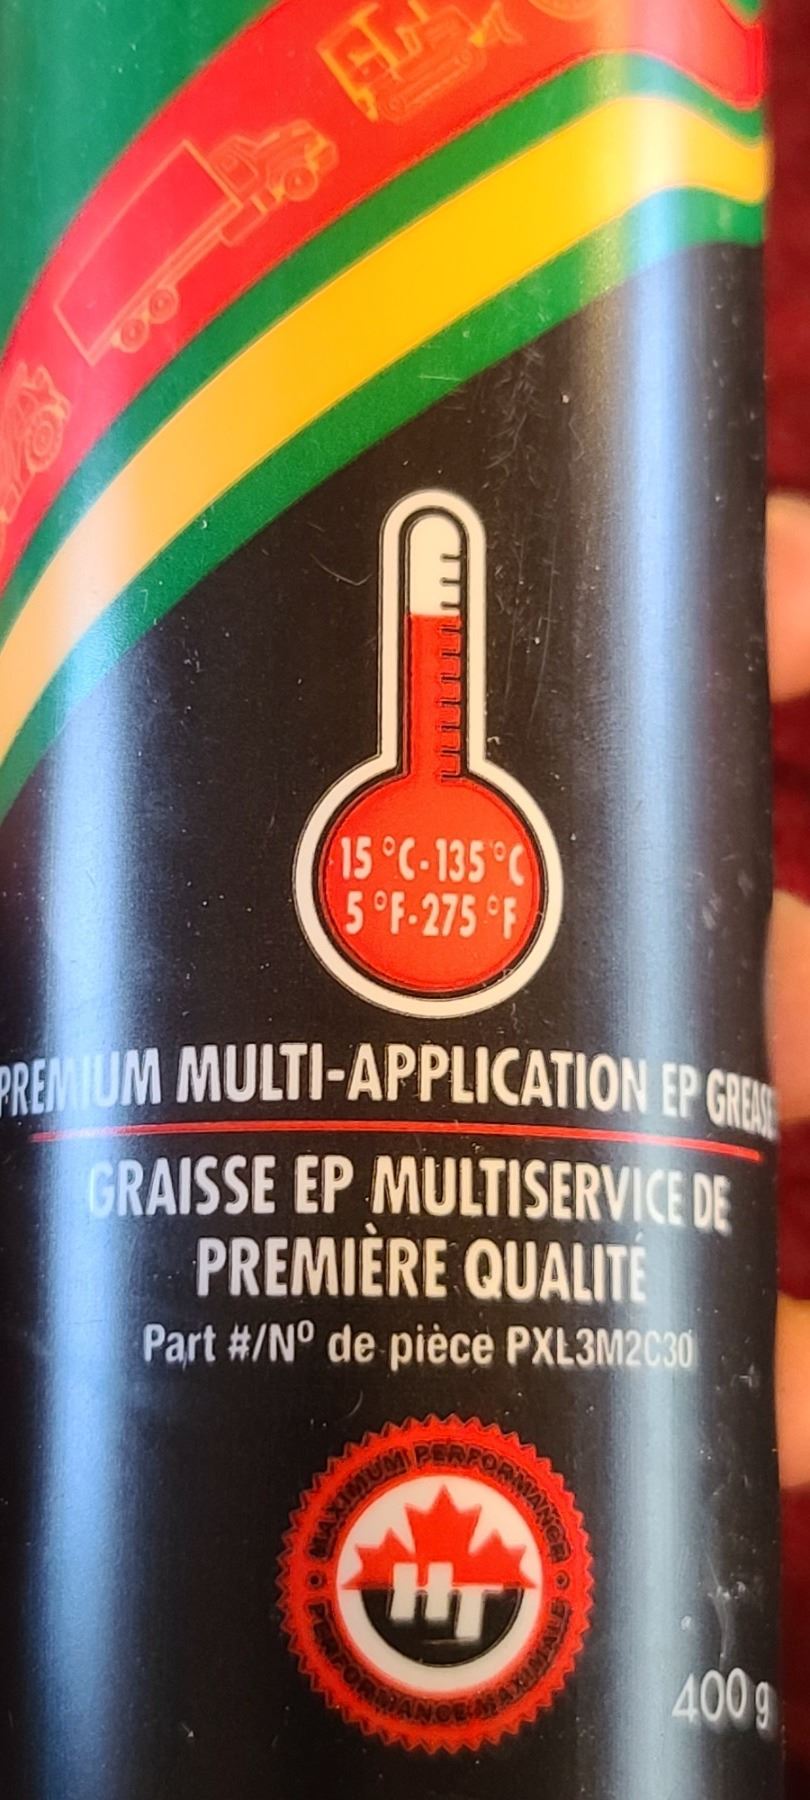 15 °C-135 °C
5 °F-275 °F
PREMIUM MULTI-APPLICATION EP GREASE
GRAISSE EP MULTISERVICE DE
PREMIÈRE QUALITÉ
Part #/Nº de pièce PXL3M2C30
MAXIMUM PERFORMANCE
HT
PERFORMANCE MAXIMALE
400 g